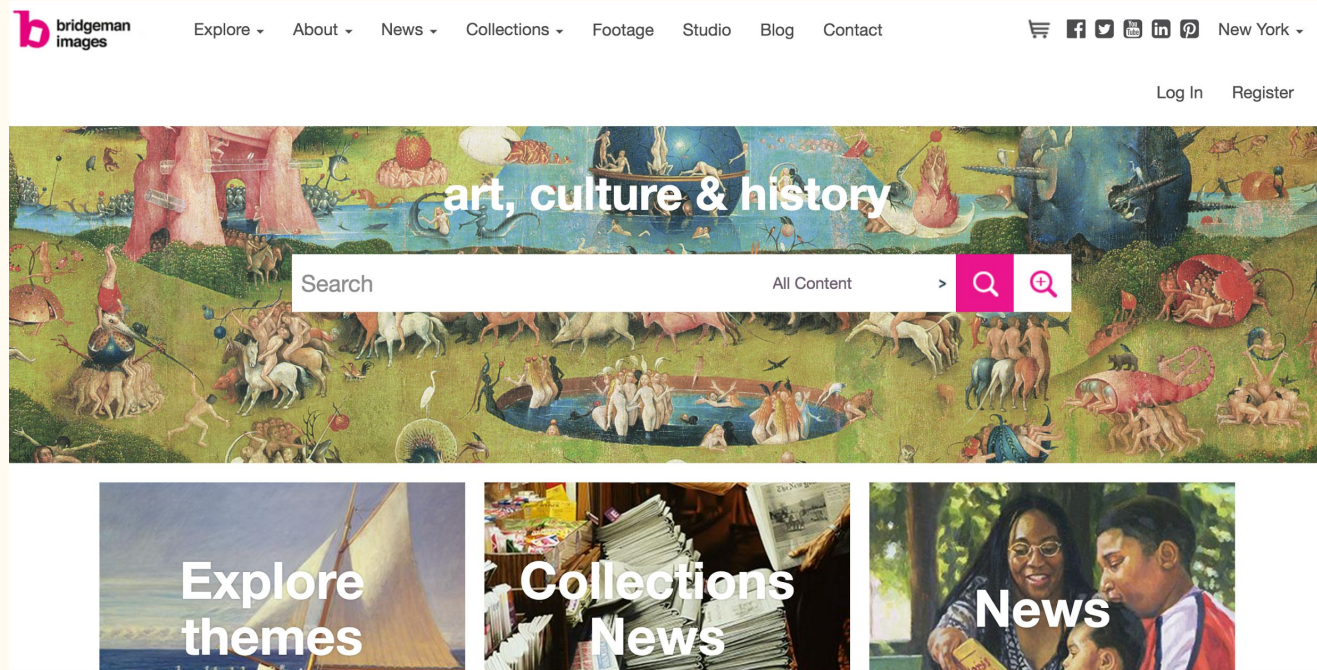 bridgeman
images
Explore
About
News
Collections
Footage
Studio
Blog
Contact
New York
Log In
Register
art, culture & history
Search
All Content
>
Explore
themes
Collections
News
News